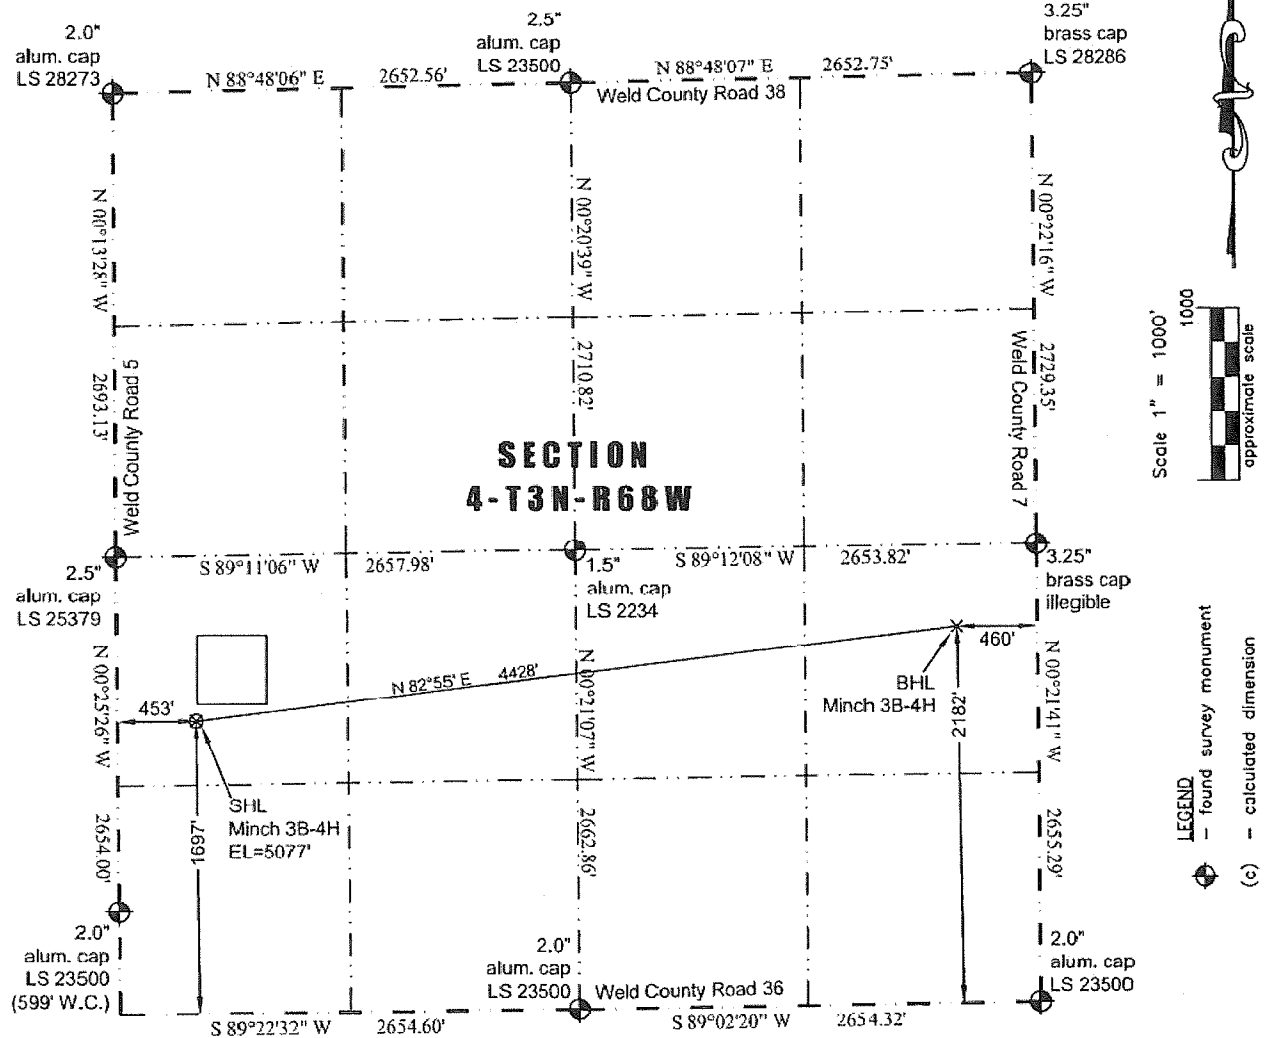 2.0"
alum. cap
LS 28273
2.5"
alum. cap
LS 23500
3.25"
brass cap
LS 28286
N 88°48'06" E
2652.56'
N 88°48'07" E
2652.75'
Weld County Road 38
N 00°13'28" W
2693.13'
Weld County Road 5
N 00°20'39" W
2710.82'
N 00°22'16" W
2729.35'
Weld County Road 7
SECTION
4-T3N-R68W
Scale 1" = 1000'
1000
approximate scale
S 89°11'06" W
2657.98'
S 89°12'08" W
2653.82'
2.5"
alum. cap
LS 25379
1.5"
alum. cap
LS 2234
3.25"
brass cap
illegible
N 82°55' E
4428'
460'
BHL
Minch 3B-4H
2182'
453'
N 00°25'26" W
2654.00'
N 00°21'07" W
2662.86'
N 00°21'41" W
2655.29'
SHL
Minch 3B-4H
EL=5077'
1697'
LEGEND
- found survey monument
(c) - calculated dimension
2.0"
alum. cap
LS 23500
(599' W.C.)
2.0"
alum. cap
LS 23500
Weld County Road 36
2.0"
alum. cap
LS 23500
S 89°22'32" W
2654.60'
S 89°02'20" W
2654.32'